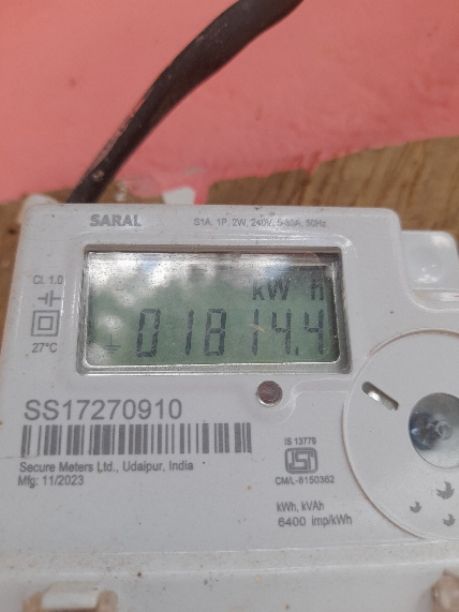 SARAL
S1A, 1P, 2W, 240V, 5-30A, 50Hz
Cl. 1.0
27°C
kW h
01814.4
SS17270910
Secure Meters Ltd., Udaipur, India
Mfg: 11/2023
IS 13779
ISI
CM/L-8150362
kWh, kVAh
6400 imp/kWh